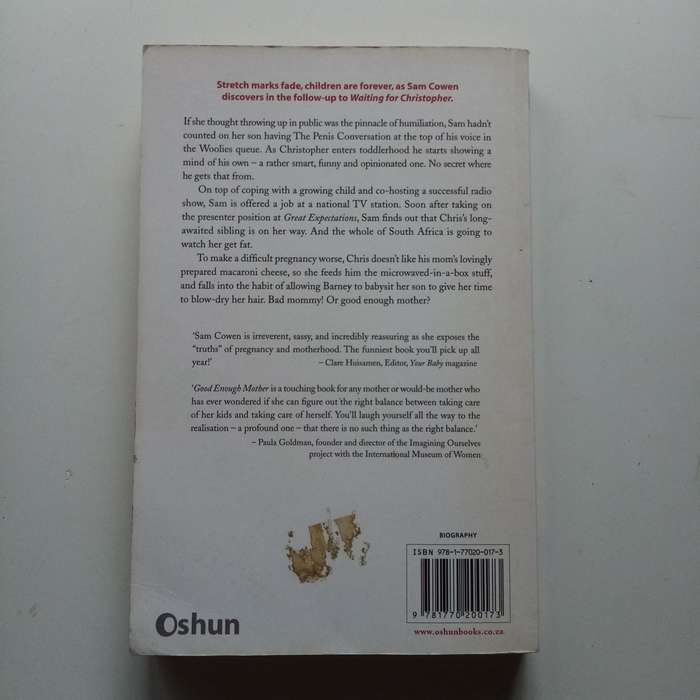 Stretch marks fade, children are forever, as Sam Cowen
discovers in the follow-up to Waiting for Christopher.
If she thought throwing up in public was the pinnacle of humiliation, Sam hadn't
counted on her son having The Penis Conversation at the top of his voice in
the Woolies queue. As Christopher enters toddlerhood he starts showing a
mind of his own – a rather smart, funny and opinionated one. No secret where
he gets that from.
On top of coping with a growing child and co-hosting a successful radio
show, Sam is offered a job at a national TV station. Soon after taking on
the presenter position at Great Expectations, Sam finds out that Chris's long-
awaited sibling is on her way. And the whole of South Africa is going to
watch her get fat.
To make a difficult pregnancy worse, Chris doesn't like his mom's lovingly
prepared macaroni cheese, so she feeds him the microwaved-in-a-box stuff,
and falls into the habit of allowing Barney to babysit her son to give her time
to blow-dry her hair. Bad mommy! Or good enough mother?
'Sam Cowen is irreverent, sassy, and incredibly reassuring as she exposes the
"truths" of pregnancy and motherhood. The funniest book you'll pick up all
year!' – Clare Huisamen, Editor, Your Baby magazine
'Good Enough Mother is a touching book for any mother or would-be mother who
has ever wondered if she can figure out the right balance between taking care
of her kids and taking care of herself. You'll laugh yourself all the way to the
realisation – a profound one – that there is no such thing as the right balance.'
– Paula Goldman, founder and director of the Imagining Ourselves
project with the International Museum of Women
BIOGRAPHY
ISBN 978-1-77020-017-3
9 781770 200173
Oshun
www.oshunbooks.co.za